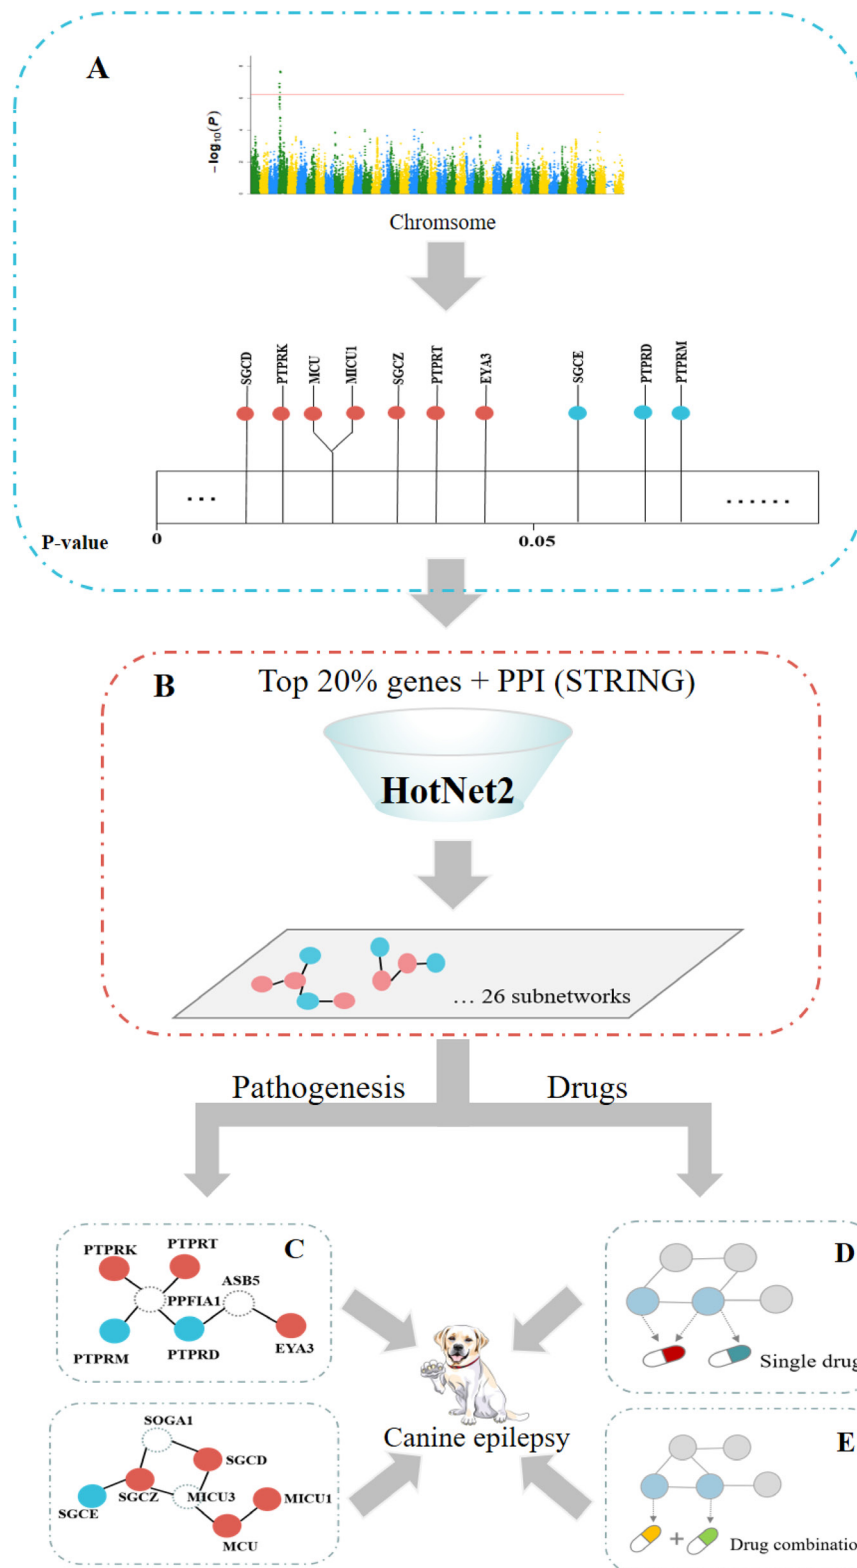 A
−log₁₀(P)
Chromsome
SGCD
PTPRK
MCU
MICU1
SGCZ
PTPRT
EYA3
SGCE
PTPRD
PTPRM
...
......
P-value
0
0.05
B
Top 20% genes + PPI (STRING)
HotNet2
... 26 subnetworks
Pathogenesis
Drugs
C
PTPRK
PTPRT
ASB5
PPFIA1
PTPRM
PTPRD
EYA3
D
Single drug
Canine epilepsy
SOGA1
SGCD
SGCZ
MICU3
MICU1
SGCE
MCU
E
+
Drug combination